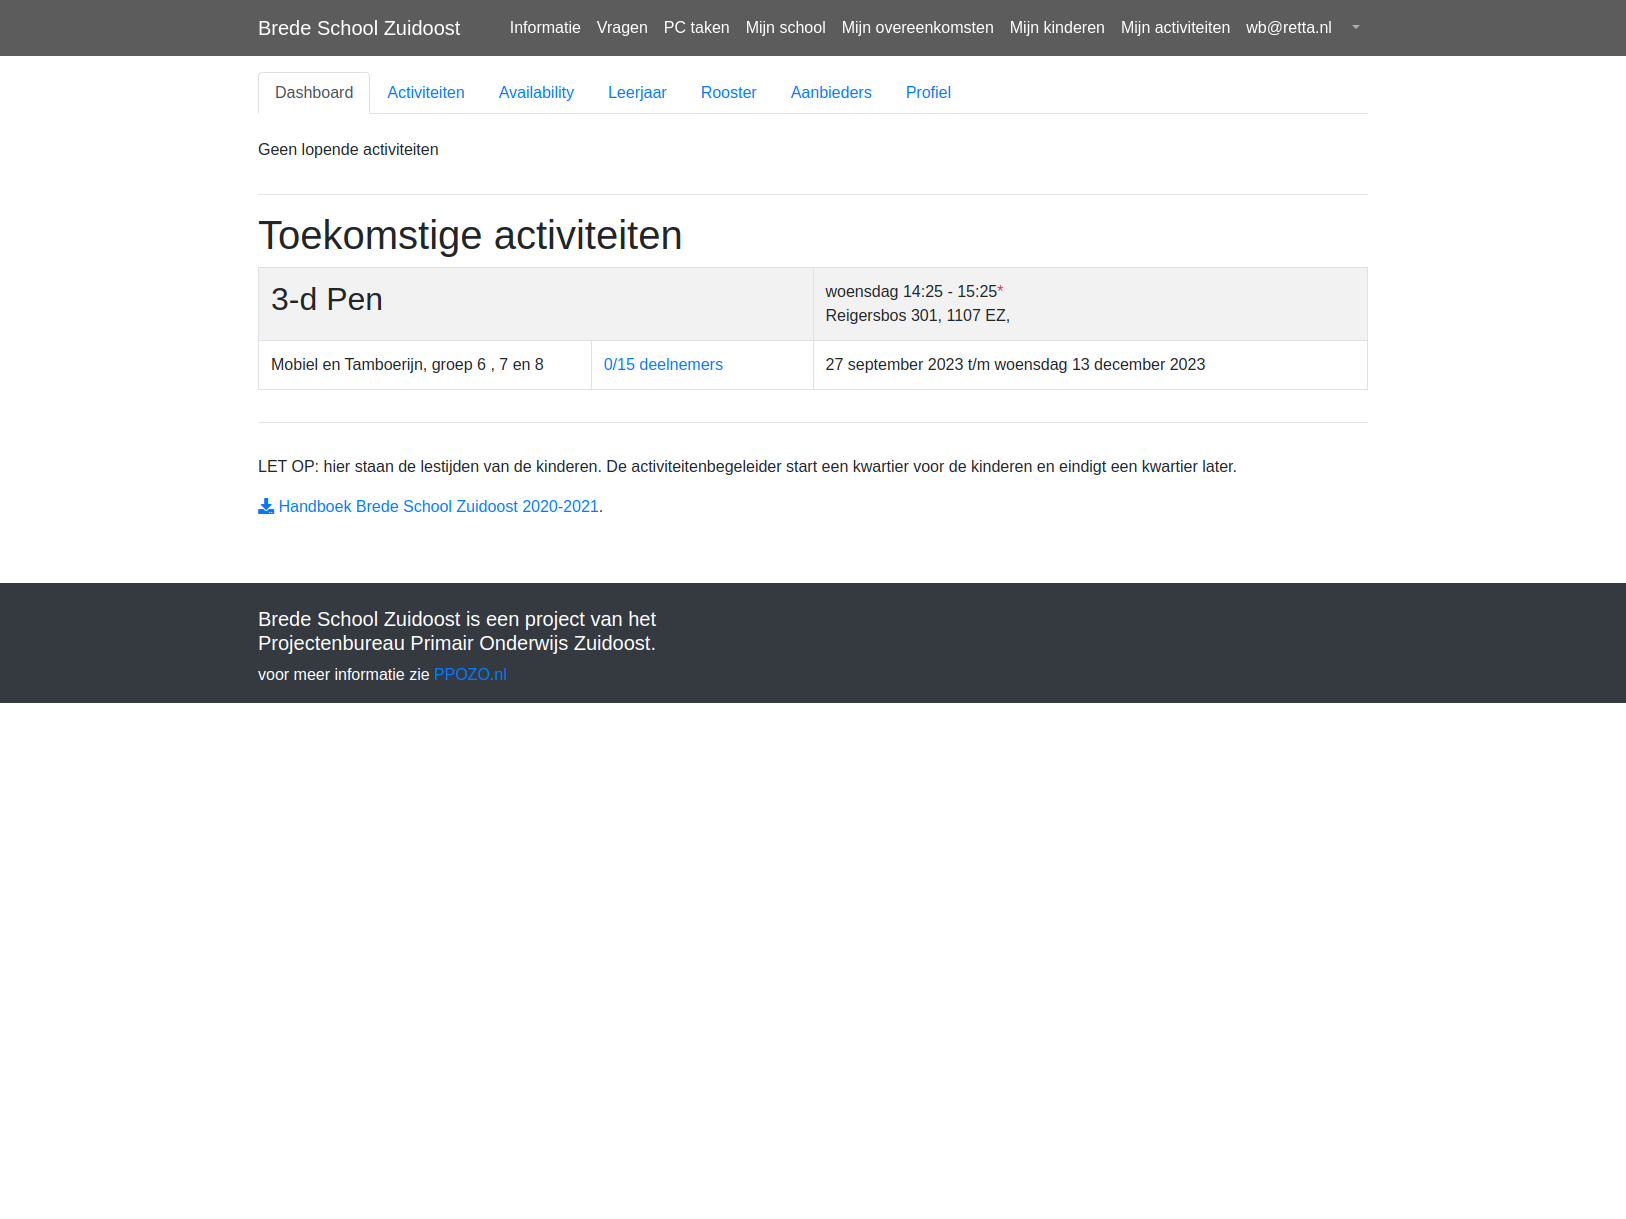 Brede School Zuidoost Informatie Vragen PC taken Mijn school Mijn overeenkomsten Mijn kinderen Mijn activiteiten wb@retta.nl
Dashboard Activiteiten Availability Leerjaar Rooster Aanbieders Profiel
Geen lopende activiteiten
Toekomstige activiteiten
3-d Pen
woensdag 14:25 - 15:25*
Reigersbos 301, 1107 EZ,
Mobiel en Tamboerijn, groep 6 , 7 en 8 0/15 deelnemers 27 september 2023 t/m woensdag 13 december 2023
LET OP: hier staan de lestijden van de kinderen. De activiteitenbegeleider start een kwartier voor de kinderen en eindigt een kwartier later.
Handboek Brede School Zuidoost 2020-2021.
Brede School Zuidoost is een project van het
Projectenbureau Primair Onderwijs Zuidoost.
voor meer informatie zie PPOZO.nl